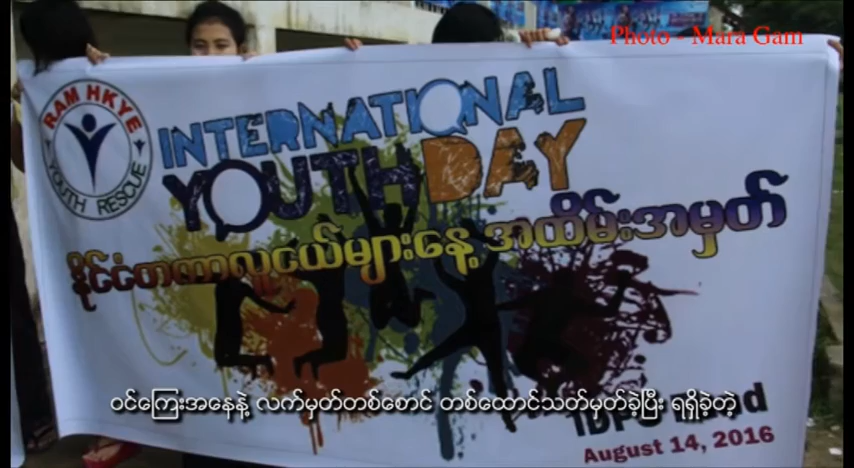 Photo - Mara Gam
RAM HKYE
YOUTH RESCUE
INTERNATIONAL
YOUTH DAY
နိုင်ငံတကာလူငယ်များနေ့ အထိမ်းအမှတ်
ဝင်ကြေးအနေနဲ့ လက်မှတ်တစ်စောင် တစ်ထောင်သတ်မှတ်ခဲ့ပြီး ရရှိခဲ့တဲ့
August 14, 2016